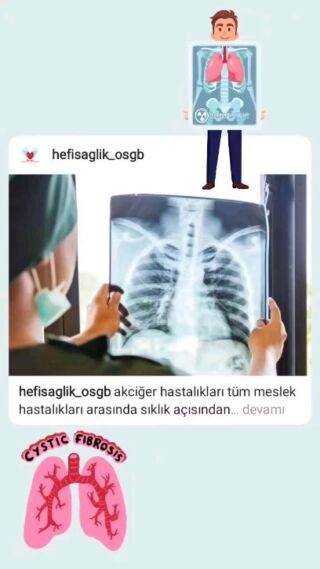 hefisaglik_osgb
hefisaglik_osgb akciğer hastalıkları tüm meslek
hastalıkları arasında sıklık açısından... devamı
CYSTIC FIBROSIS